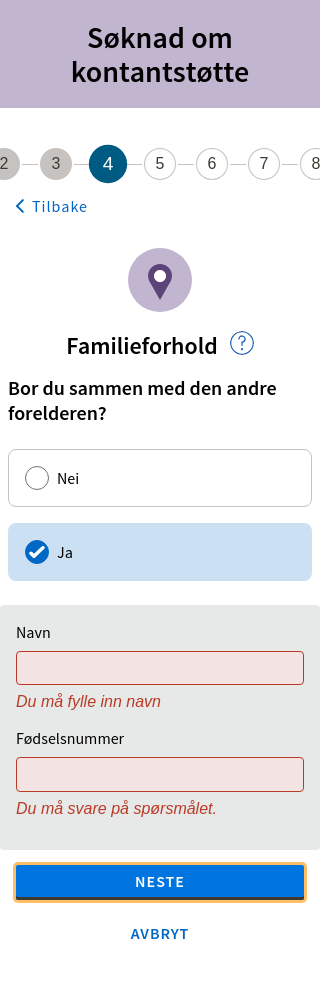 Søknad om
kontantstøtte
2 3 4 5 6 7 8
Tilbake
Familieforhold ?
Bor du sammen med den andre
forelderen?
Nei
Ja
Navn
Du må fylle inn navn
Fødselsnummer
Du må svare på spørsmålet.
NESTE
AVBRYT